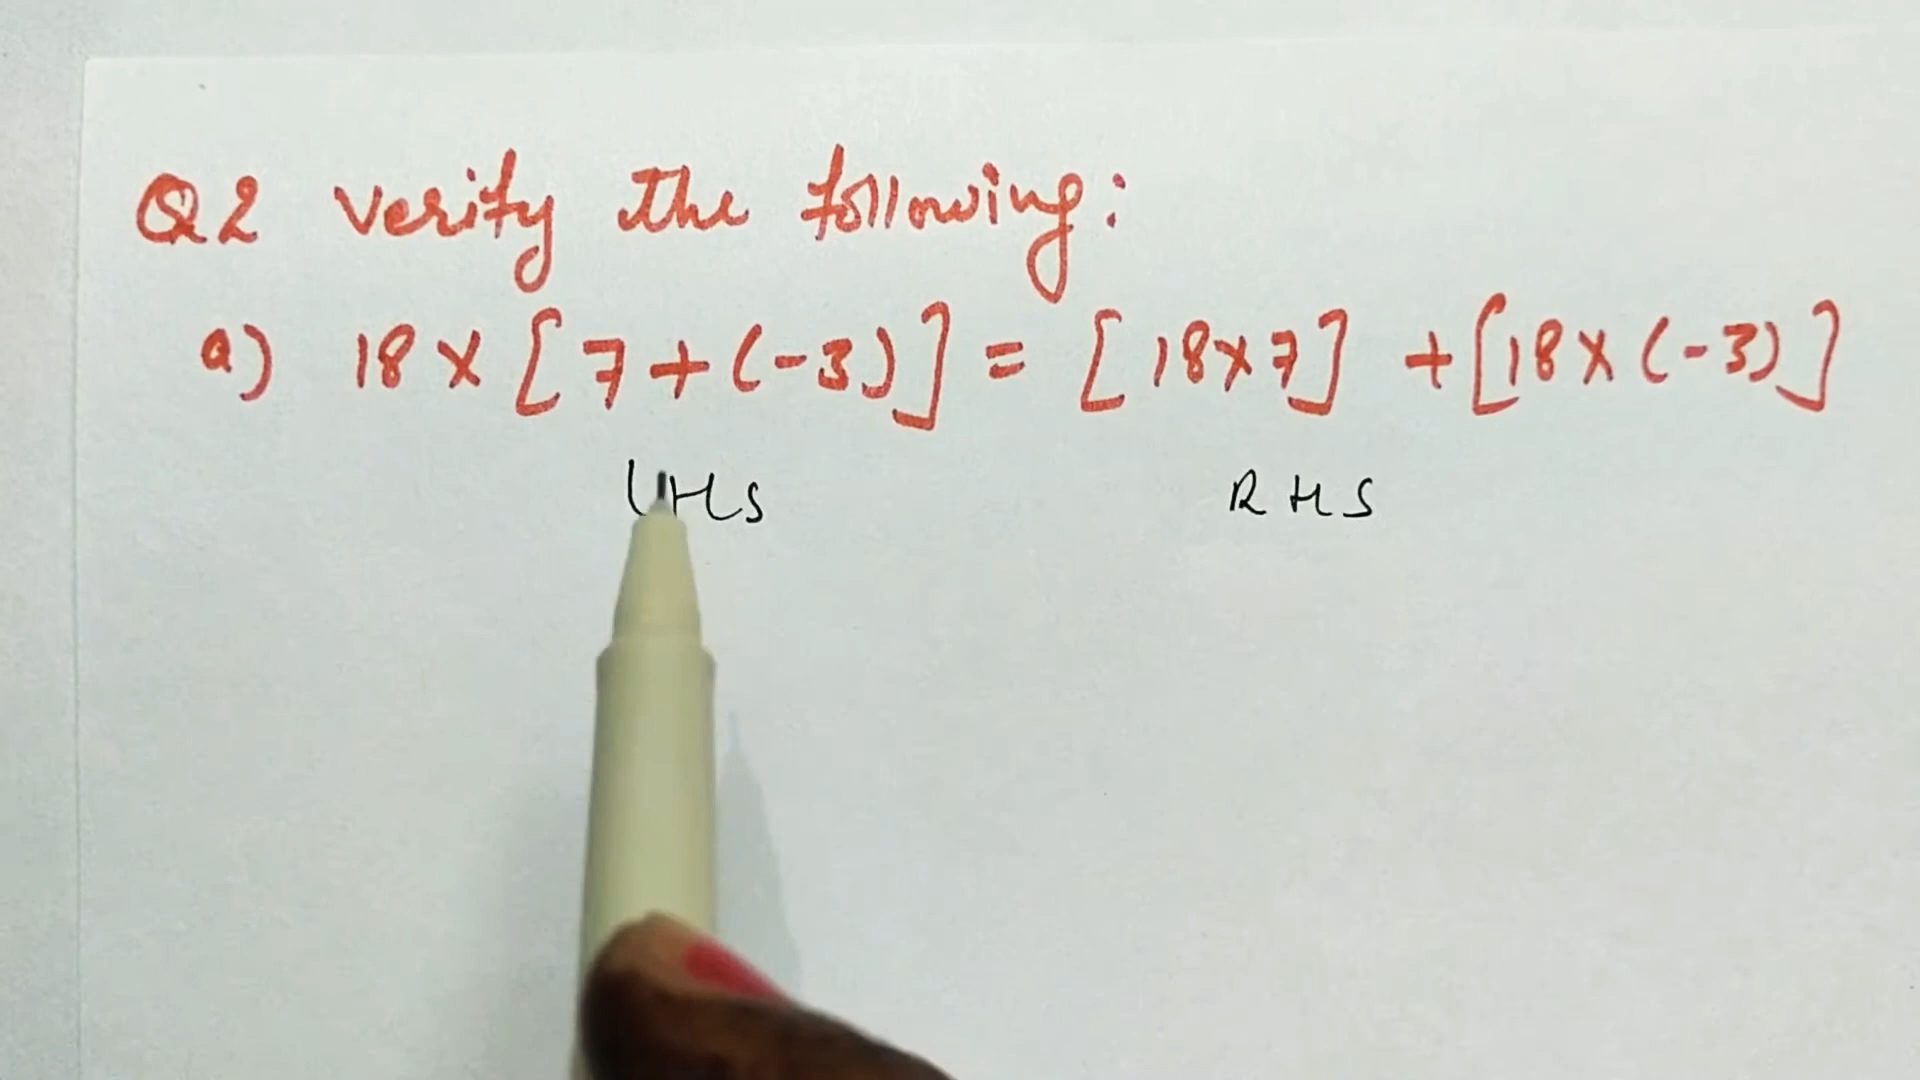 Q2 verify the following:
a) 18 × [7 + (-3)] = [18×7] + [18 × (-3)]
LHS RHS